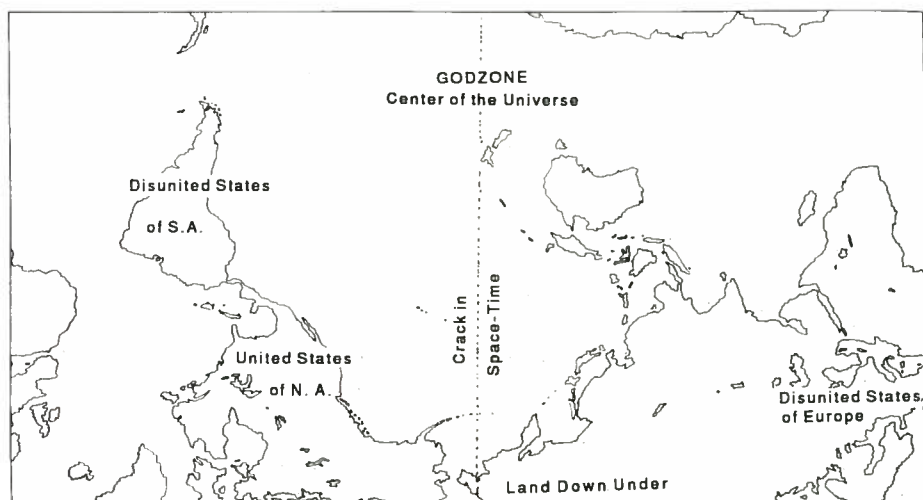 GODZONE
Center of the Universe
Disunited States
of S.A.
Crack in
Space-Time
United States
of N. A.
Disunited States
of Europe
Land Down Under